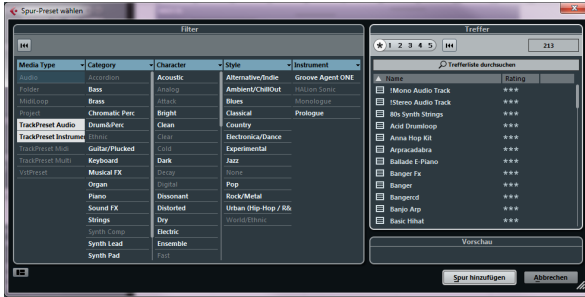 Spur-Preset wählen
Filter
Media Type Category Character Style Instrument
Audio Accordion Acoustic Alternative/Indie Groove Agent ONE
Folder Bass Analog Ambient/ChillOut HALion Sonic
MidiLoop Brass Attack Blues Monologue
Project Chromatic Perc Bright Classical Prologue
TrackPreset Audio Drum&Perc Clean Country
TrackPreset Instrumen Ethnic Clear Electronica/Dance
TrackPreset Midi Guitar/Plucked Cold Experimental
TrackPreset Multi Keyboard Dark Jazz
VstPreset Musical FX Decay None
Organ Digital Pop
Piano Dissonant Rock/Metal
Sound FX Distorted Urban (Hip-Hop / R&
Strings Dry World/Ethnic
Synth Comp Electric
Synth Lead Ensemble
Synth Pad Fast
Treffer
1 2 3 4 5 213
Trefferliste durchsuchen
Name Rating
!Mono Audio Track ***
!Stereo Audio Track ***
80s Synth Strings ***
Acid Drumloop ***
Anna Hop Kit ***
Arpracadabra ***
Ballade E-Piano ***
Banger Fx ***
Banger ***
Bangercd ***
Banjo Arp ***
Basic Hihat ***
Vorschau
Spur hinzufügen Abbrechen